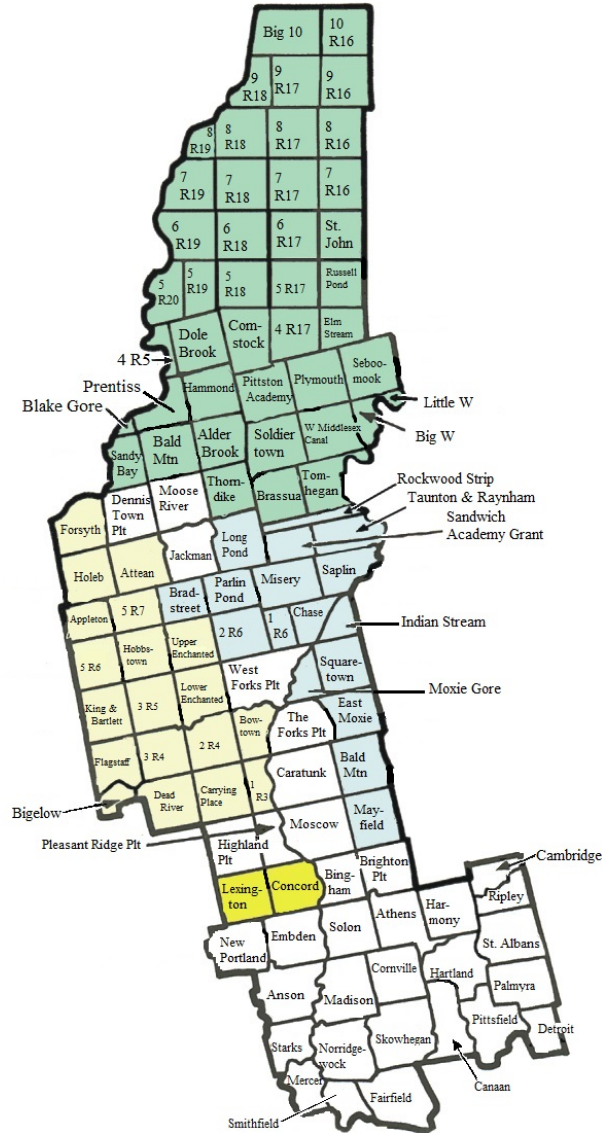 Big 10
10
R16
9
R18
9
R17
9
R16
8
R19
8
R18
8
R17
8
R16
7
R19
7
R18
7
R17
7
R16
6
R19
6
R18
6
R17
St.
John
5
R20
5
R19
5
R18
5 R17
Russell
Pond
Dole
Brook
Com-
stock
4 R17
Elm
Stream
4 R5
Prentiss
Hammond
Pittston
Academy
Plymouth
Seboo-
mook
Blake Gore
Little W
Big W
Sandy
Bay
Bald
Mtn
Alder
Brook
Soldier
town
W Middlesex
Canal
Forsyth
Dennis
Town
Plt
Moose
River
Thorn-
dike
Brassua
Tom-
hegan
Rockwood Strip
Taunton & Raynham
Sandwich
Academy Grant
Holeb
Attean
Jackman
Long
Pond
Misery
Saplin
Appleton
5 R7
Brad-
street
Parlin
Pond
Chase
Indian Stream
5 R6
Hobbs-
town
Upper
Enchanted
2 R6
1
R6
Square-
town
King &
Bartlett
3 R5
Lower
Enchanted
West
Forks Plt
Moxie Gore
Flagstaff
3 R4
2 R4
Bow-
town
The
Forks Plt
East
Moxie
Bigelow
Dead
River
Carrying
Place
1
R3
Caratunk
Bald
Mtn
Pleasant Ridge Plt
Highland
Plt
Moscow
May-
field
Lexing-
ton
Concord
Bing-
ham
Brighton
Plt
Cambridge
Ripley
New
Portland
Embden
Solon
Athens
Har-
mony
St. Albans
Anson
Madison
Cornville
Hartland
Palmyra
Starks
Norridge-
wock
Skowhegan
Pittsfield
Detroit
Mercer
Canaan
Smithfield
Fairfield